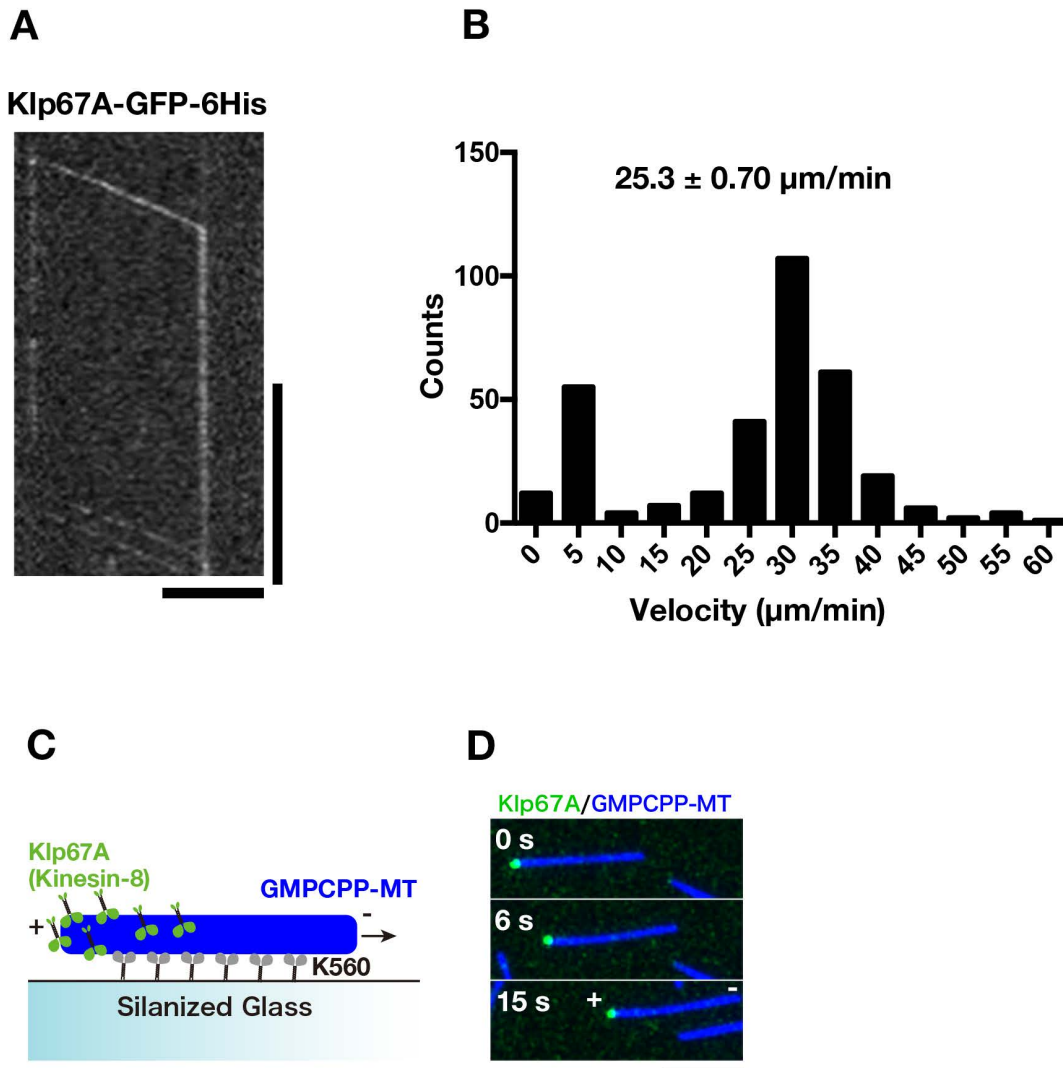 A
Klp67A-GFP-6His
B
25.3 ± 0.70 µm/min
Counts
150
100
50
0
0 5 10 15 20 25 30 35 40 45 50 55 60
Velocity (µm/min)
C
Klp67A
(Kinesin-8)
GMPCPP-MT
+
-
K560
Silanized Glass
D
Klp67A/GMPCPP-MT
0 s
6 s
15 s + -